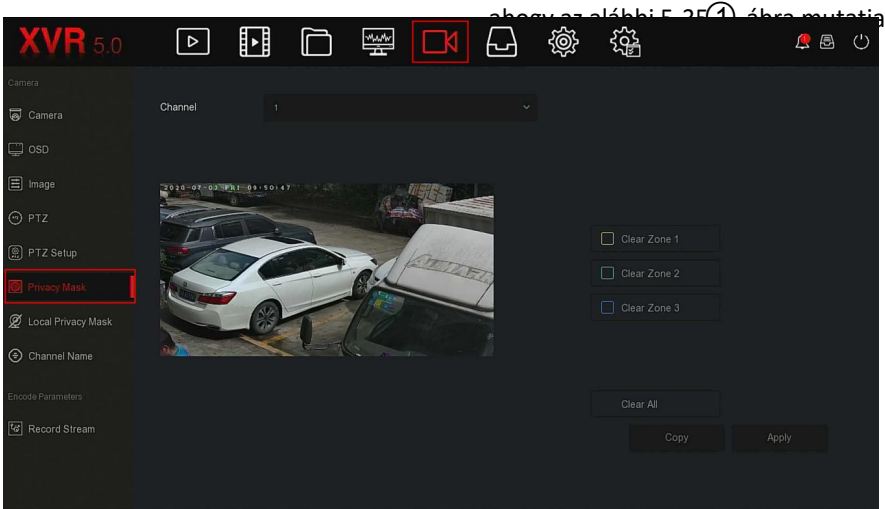 ahogy az alábbi 5-35 1. ábra mutatja
XVR 5.0
Camera
Channel
1
Camera
OSD
Image
2020-07-03 FRI 09:50:47
PTZ
Clear Zone 1
PTZ Setup
Clear Zone 2
Privacy Mask
Clear Zone 3
Local Privacy Mask
Channel Name
Encode Parameters
Clear All
Record Stream
Copy
Apply